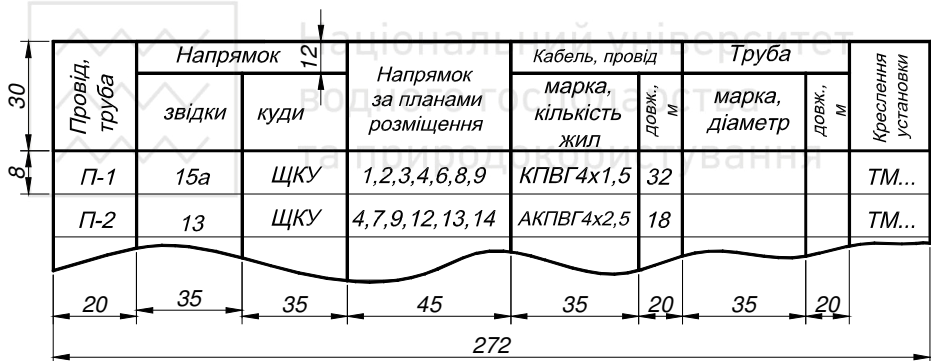 Національний університет
водного господарства
та природокористування
Провід,
труба
Напрямок
12
Напрямок
за планами
розміщення
Кабель, провід
Труба
Креслення
установки
30
звідки
куди
марка,
кількість
жил
довж.,
м
марка,
діаметр
довж.,
м
8
П-1 15а ЩКУ 1,2,3,4,6,8,9 КПВГ4х1,5 32 ТМ...
П-2 13 ЩКУ 4,7,9,12,13,14 АКПВГ4х2,5 18 ТМ...
20 35 35 45 35 20 35 20
272